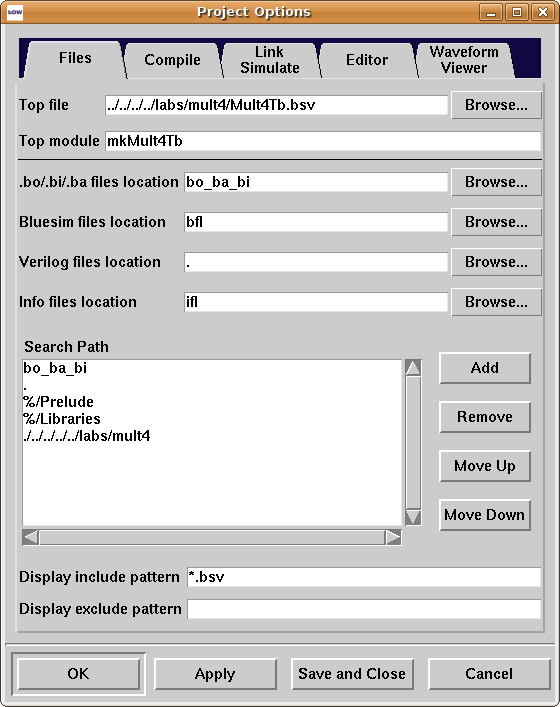 bDW
Project Options
Files
Compile
Link
Simulate
Editor
Waveform
Viewer
Top file ../../../../labs/mult4/Mult4Tb.bsv Browse...
Top module mkMult4Tb
.bo/.bi/.ba files location bo_ba_bi Browse...
Bluesim files location bfl Browse...
Verilog files location . Browse...
Info files location ifl Browse...
Search Path
bo_ba_bi
.
%/Prelude
%/Libraries
./../../../../labs/mult4
Add
Remove
Move Up
Move Down
Display include pattern *.bsv
Display exclude pattern
OK Apply Save and Close Cancel